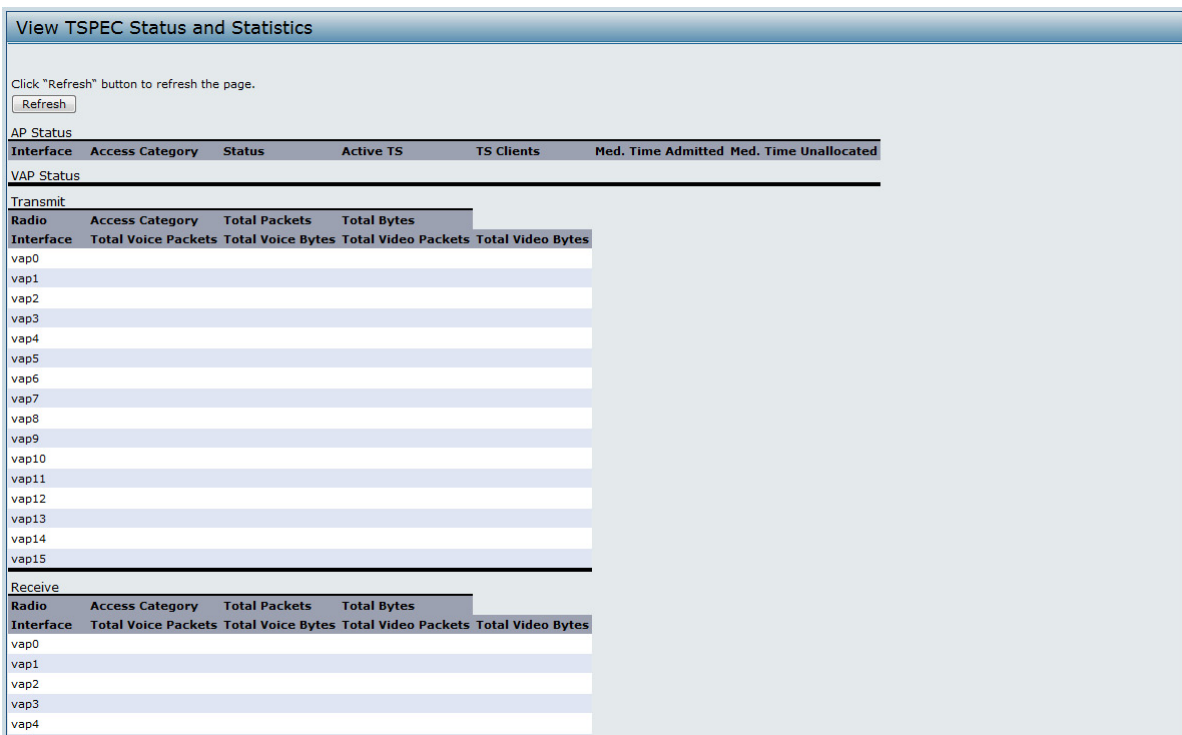 View TSPEC Status and Statistics
Click "Refresh" button to refresh the page.
Refresh
AP Status
Interface Access Category Status Active TS TS Clients Med. Time Admitted Med. Time Unallocated
VAP Status
Transmit
Radio Access Category Total Packets Total Bytes
Interface Total Voice Packets Total Voice Bytes Total Video Packets Total Video Bytes
vap0
vap1
vap2
vap3
vap4
vap5
vap6
vap7
vap8
vap9
vap10
vap11
vap12
vap13
vap14
vap15
Receive
Radio Access Category Total Packets Total Bytes
Interface Total Voice Packets Total Voice Bytes Total Video Packets Total Video Bytes
vap0
vap1
vap2
vap3
vap4